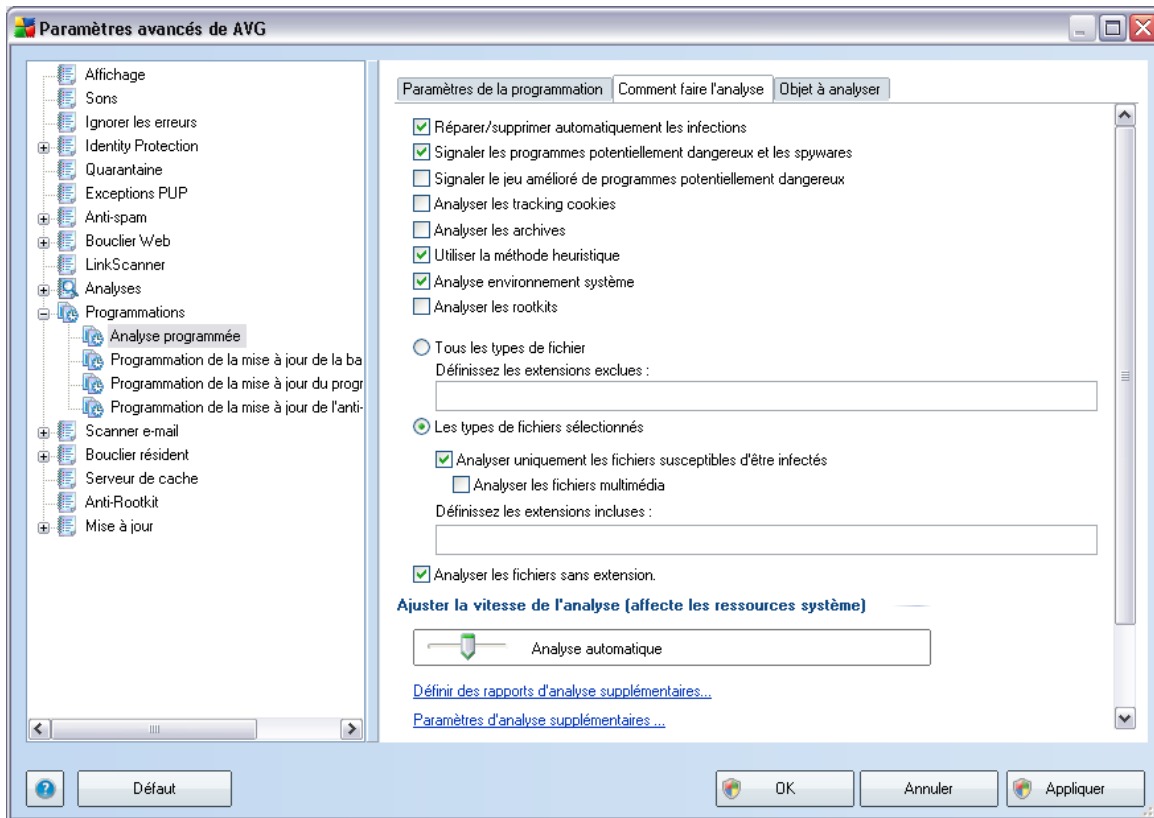 Paramètres avancés de AVG
Affichage
Sons
Ignorer les erreurs
Identity Protection
Quarantaine
Exceptions PUP
Anti-spam
Bouclier Web
LinkScanner
Analyses
Programmations
Analyse programmée
Programmation de la mise à jour de la ba
Programmation de la mise à jour du progr
Programmation de la mise à jour de l'anti-
Scanner e-mail
Bouclier résident
Serveur de cache
Anti-Rootkit
Mise à jour
Paramètres de la programmation
Comment faire l'analyse
Objet à analyser
Réparer/supprimer automatiquement les infections
Signaler les programmes potentiellement dangereux et les spywares
Signaler le jeu amélioré de programmes potentiellement dangereux
Analyser les tracking cookies
Analyser les archives
Utiliser la méthode heuristique
Analyse environnement système
Analyser les rootkits
Tous les types de fichier
Définissez les extensions exclues :
Les types de fichiers sélectionnés
Analyser uniquement les fichiers susceptibles d'être infectés
Analyser les fichiers multimédia
Définissez les extensions incluses :
Analyser les fichiers sans extension.
Ajuster la vitesse de l'analyse (affecte les ressources système)
Analyse automatique
Définir des rapports d'analyse supplémentaires...
Paramètres d'analyse supplémentaires ...
Défaut
OK
Annuler
Appliquer